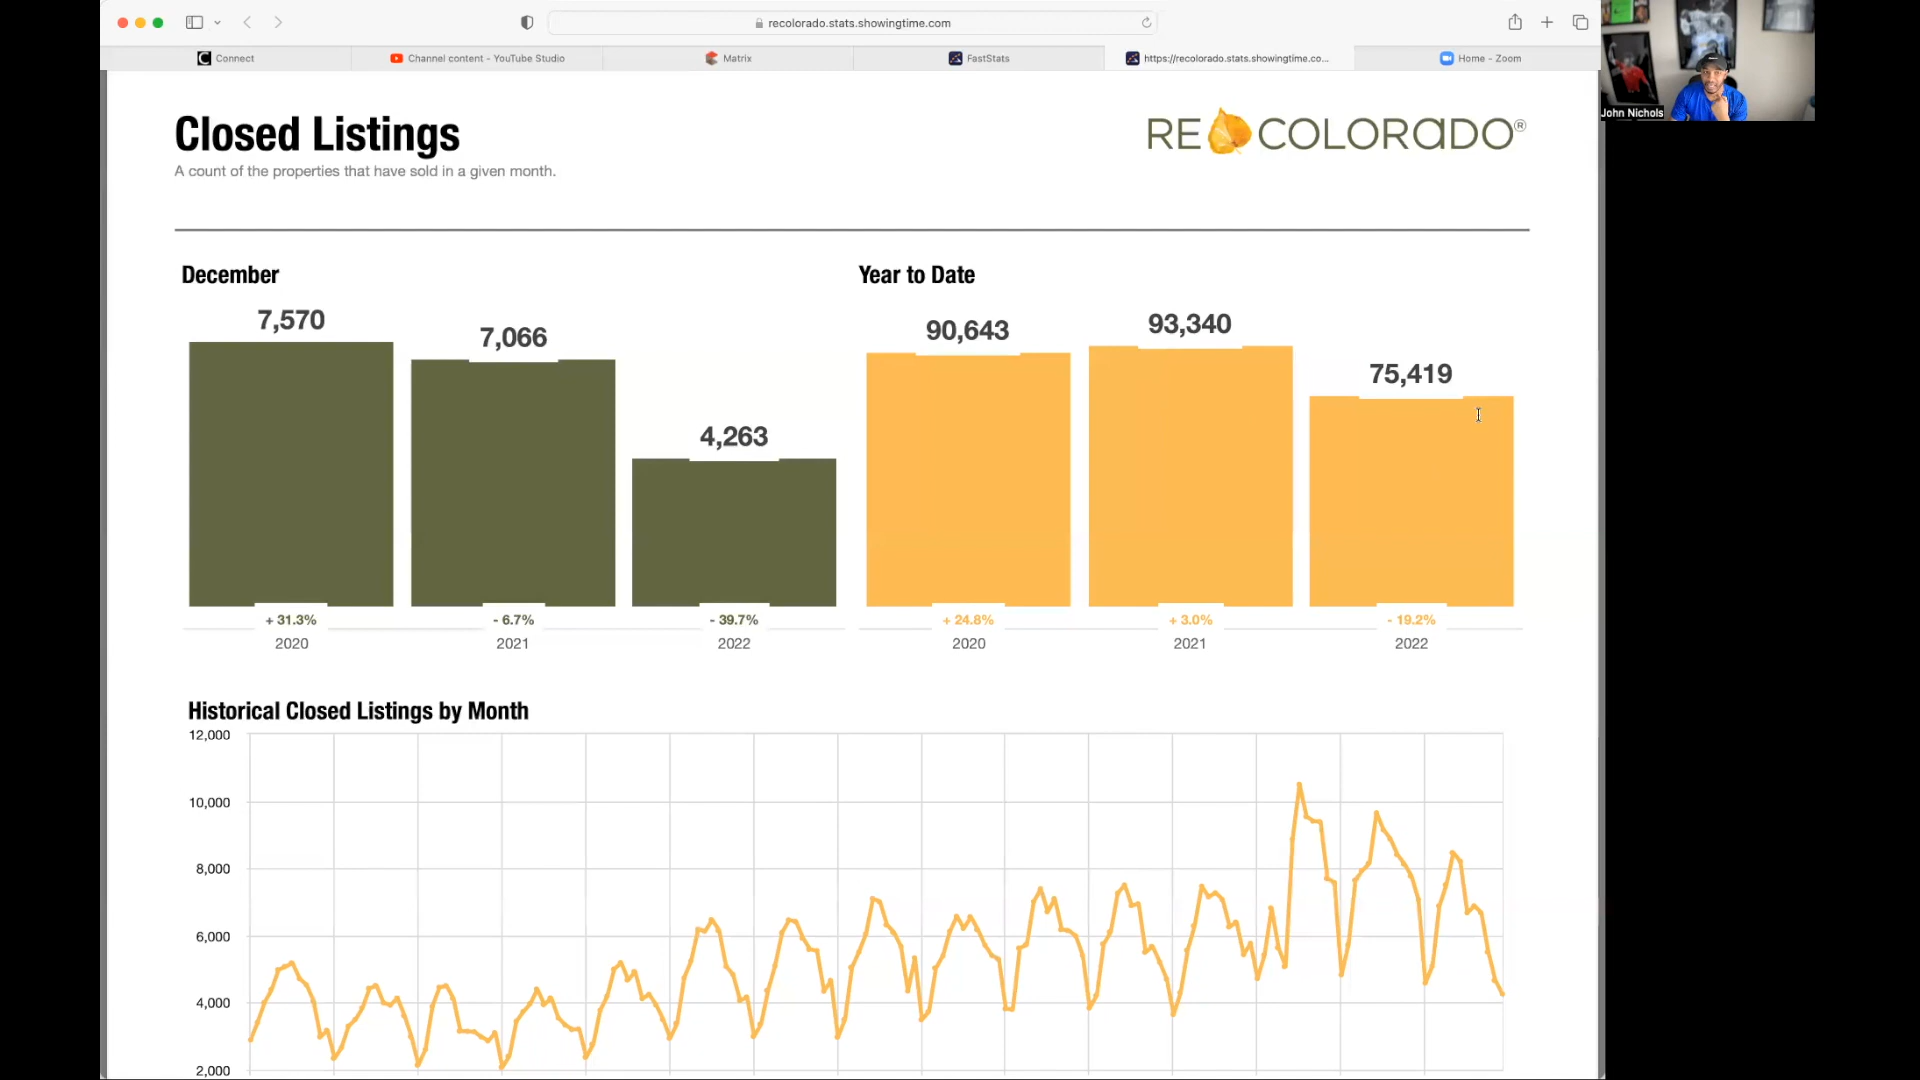 recolorado.stats.showingtime.com
Connect
Channel content - YouTube Studio
Matrix
FastStats
https://recolorado.stats.showingtime.co...
Home - Zoom
John Nichols
Closed Listings
A count of the properties that have sold in a given month.
RE COLORADO®
December
7,570
7,066
4,263
+ 31.3%
- 6.7%
- 39.7%
2020
2021
2022
Year to Date
90,643
93,340
75,419
+ 24.8%
+ 3.0%
- 19.2%
2020
2021
2022
Historical Closed Listings by Month
12,000
10,000
8,000
6,000
4,000
2,000